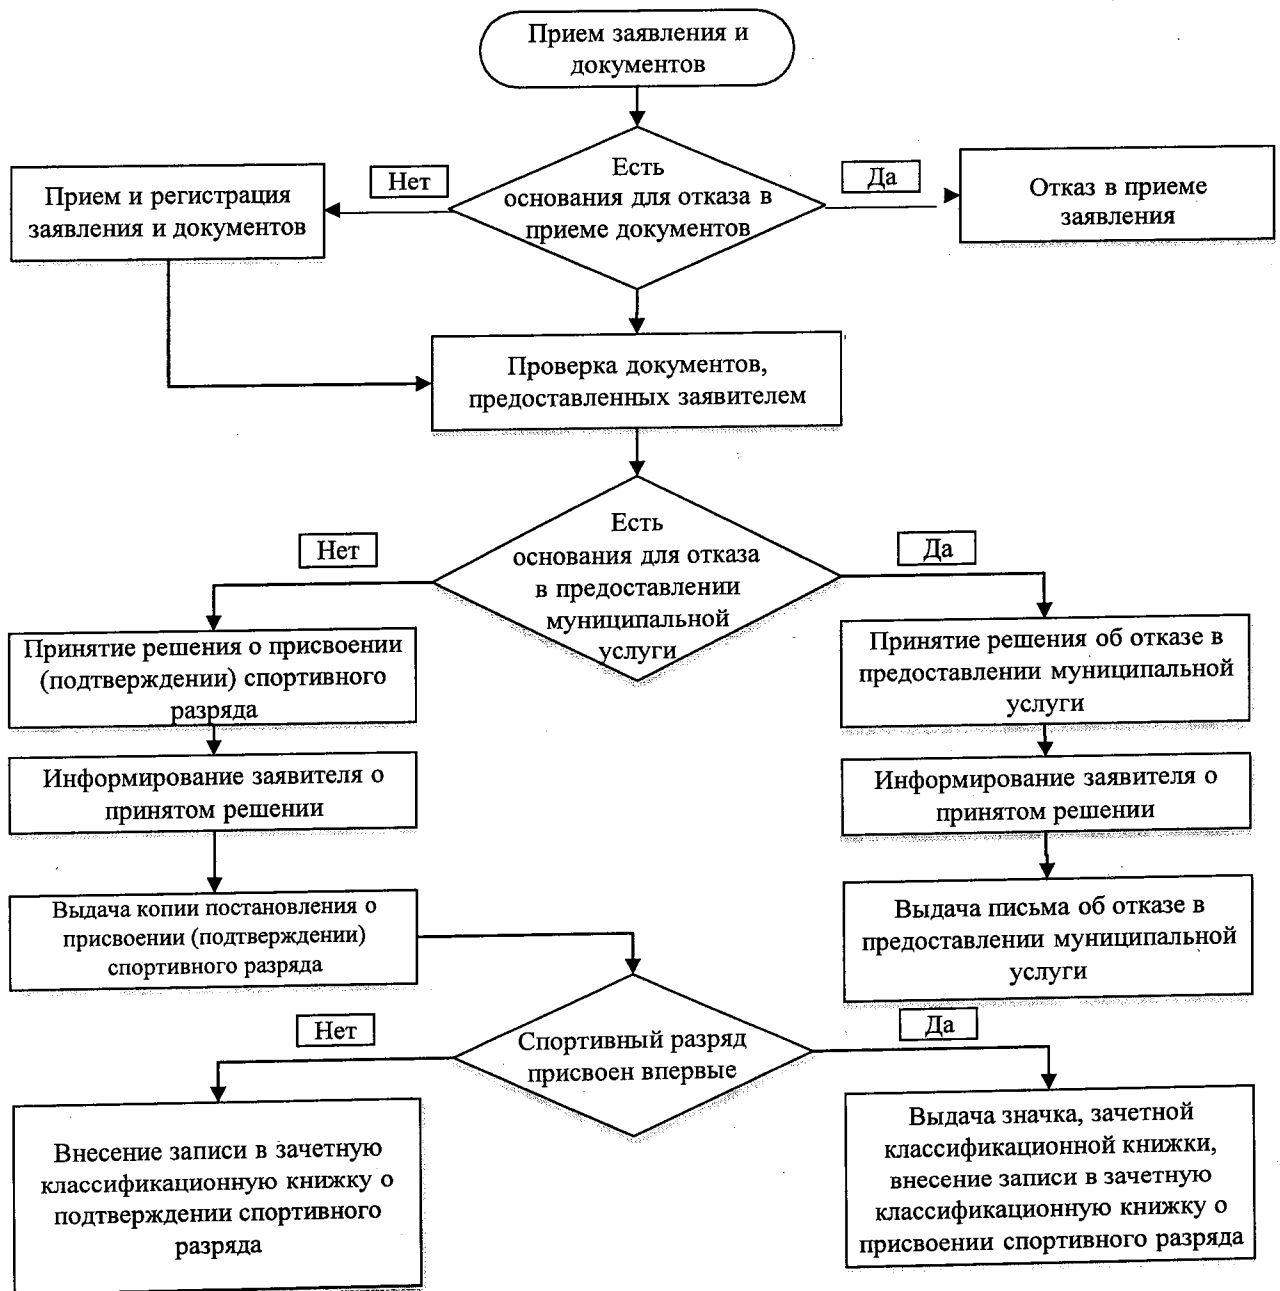 Прием заявления и
документов
Есть
основания для отказа в
приеме документов
Нет
Да
Прием и регистрация
заявления и документов
Отказ в приеме
заявления
Проверка документов,
предоставленных заявителем
Есть
основания для отказа
в предоставлении
муниципальной
услуги
Нет
Да
Принятие решения о присвоении
(подтверждении) спортивного
разряда
Принятие решения об отказе в
предоставлении муниципальной
услуги
Информирование заявителя о
принятом решении
Информирование заявителя о
принятом решении
Выдача копии постановления о
присвоении (подтверждении)
спортивного разряда
Выдача письма об отказе в
предоставлении муниципальной
услуги
Нет
Да
Спортивный разряд
присвоен впервые
Внесение записи в зачетную
классификационную книжку о
подтверждении спортивного
разряда
Выдача значка, зачетной
классификационной книжки,
внесение записи в зачетную
классификационную книжку о
присвоении спортивного разряда